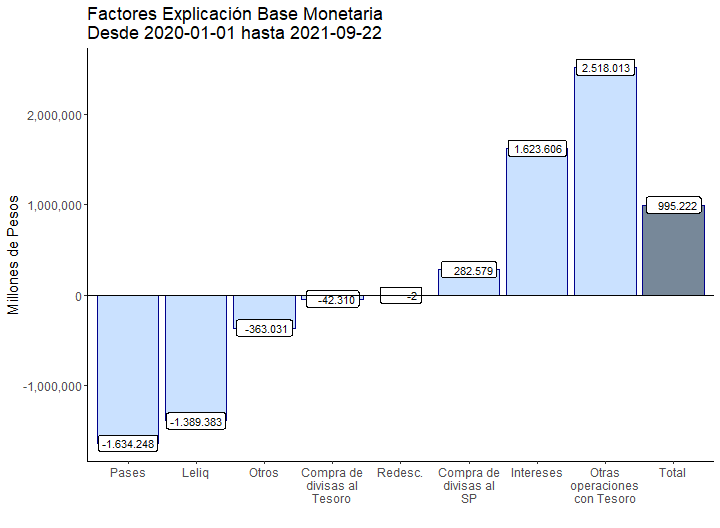 Factores Explicación Base Monetaria
Desde 2020-01-01 hasta 2021-09-22
Millones de Pesos
2,000,000
1,000,000
0
-1,000,000
-1.634.248
-1.389.383
-363.031
-42.310
-2
282.579
1.623.606
2.518.013
995.222
Pases
Leliq
Otros
Compra de
divisas al
Tesoro
Redesc.
Compra de
divisas al
SP
Intereses
Otras
operaciones
con Tesoro
Total